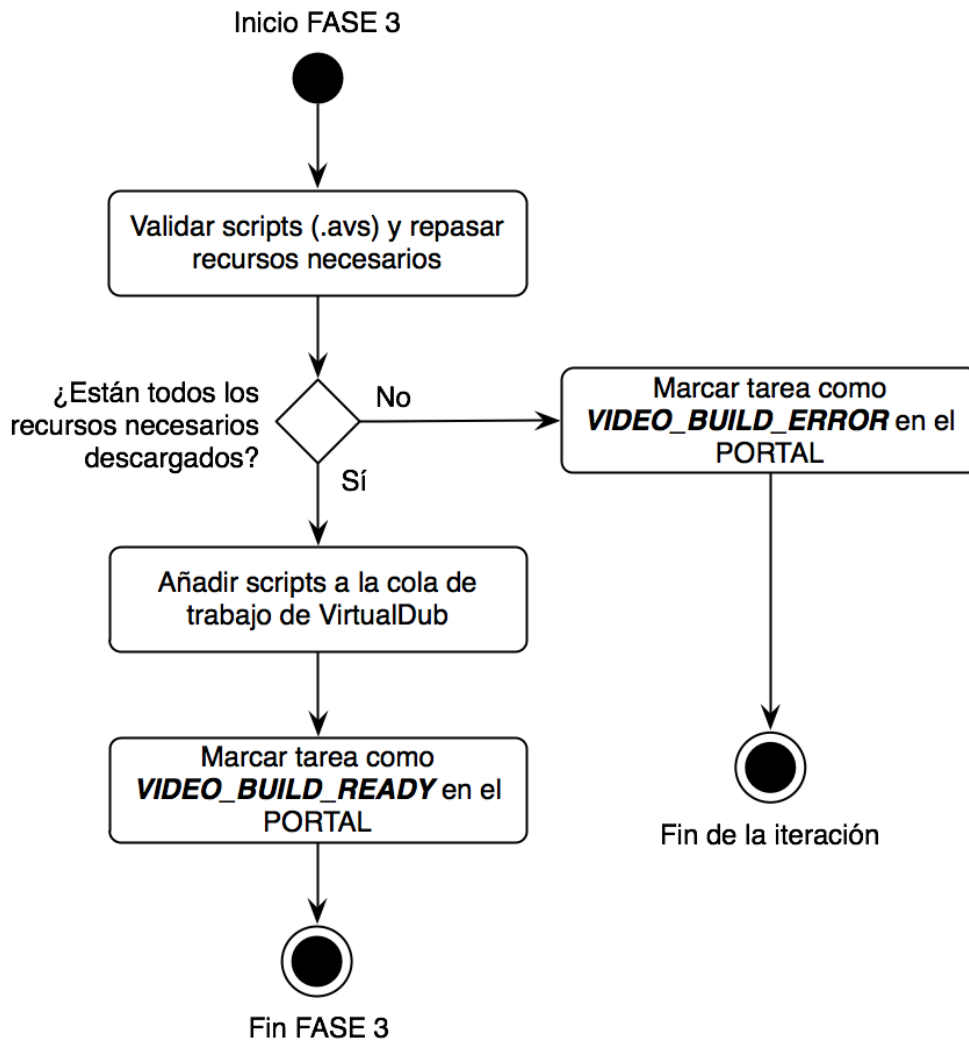 Inicio FASE 3
Validar scripts (.avs) y repasar
recursos necesarios
¿Están todos los
recursos necesarios
descargados?
No
Marcar tarea como
VIDEO_BUILD_ERROR en el
PORTAL
Sí
Añadir scripts a la cola de
trabajo de VirtualDub
Marcar tarea como
VIDEO_BUILD_READY en el
PORTAL
Fin de la iteración
Fin FASE 3